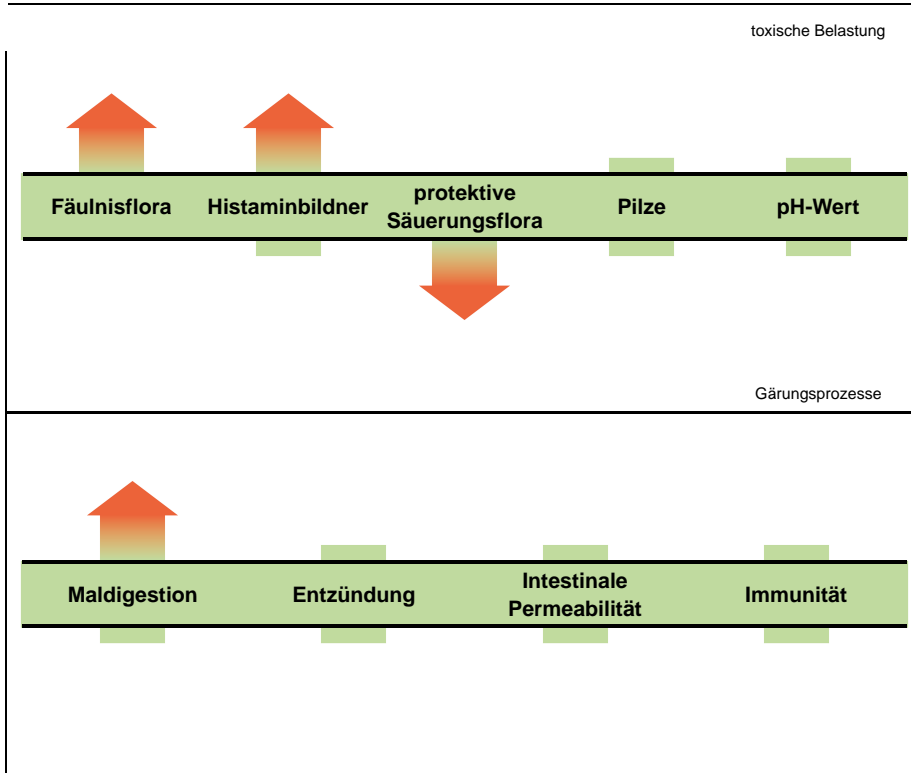 toxische Belastung
Fäulnisflora
Histaminbildner
protektive
Säuerungsflora
Pilze
pH-Wert
Gärungsprozesse
Maldigestion
Entzündung
Intestinale
Permeabilität
Immunität